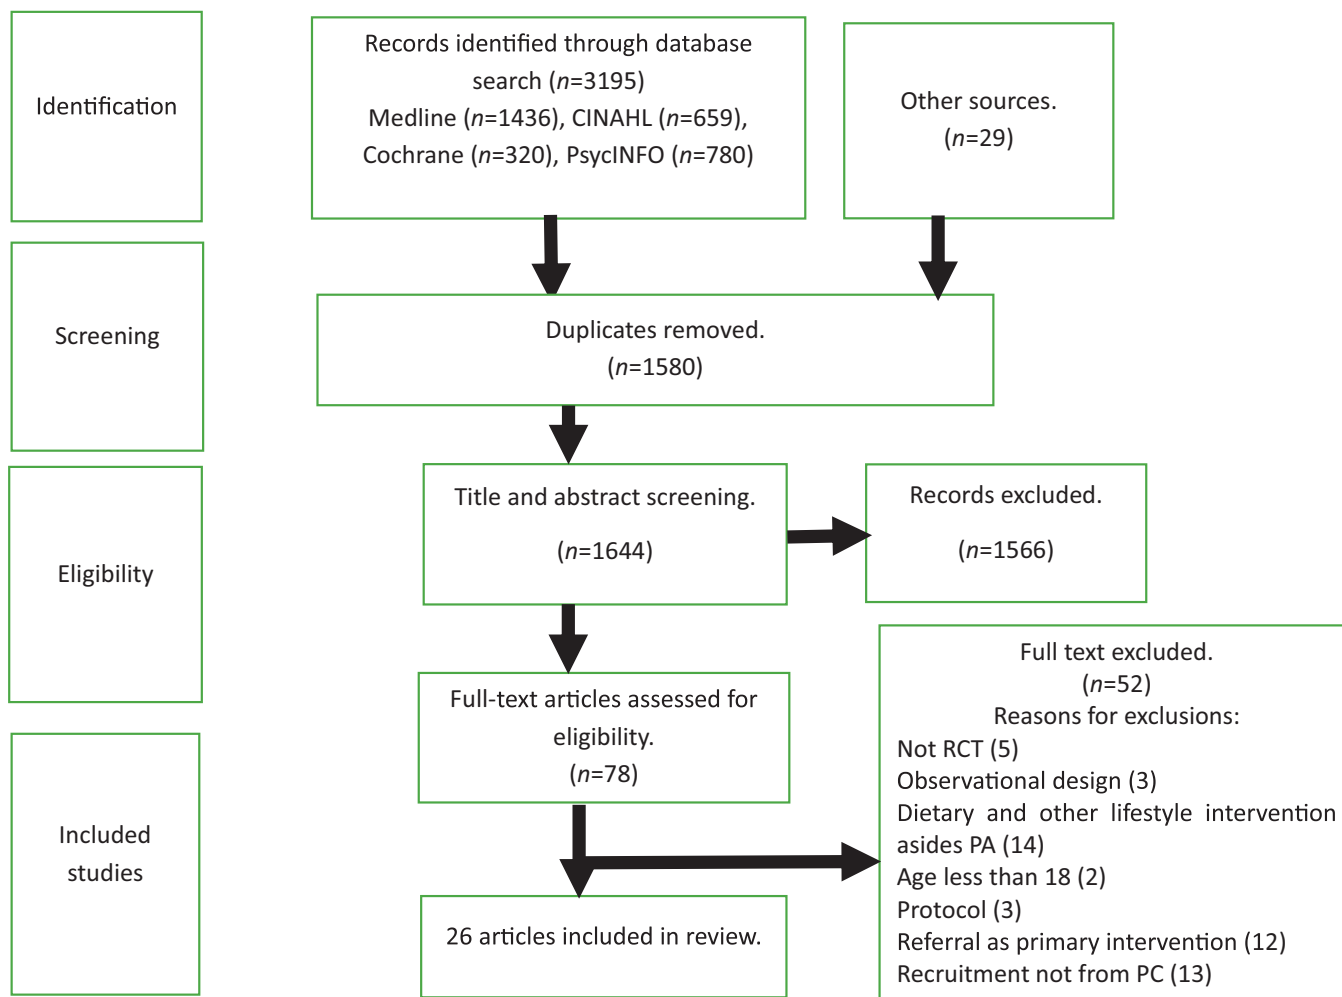 Identification
Records identified through database
search (n=3195)
Medline (n=1436), CINAHL (n=659),
Cochrane (n=320), PsycINFO (n=780)
Other sources.
(n=29)
Screening
Duplicates removed.
(n=1580)
Eligibility
Title and abstract screening.
(n=1644)
Records excluded.
(n=1566)
Full-text articles assessed for
eligibility.
(n=78)
Full text excluded.
(n=52)
Reasons for exclusions:
Not RCT (5)
Observational design (3)
Dietary and other lifestyle intervention
asides PA (14)
Age less than 18 (2)
Protocol (3)
Referral as primary intervention (12)
Recruitment not from PC (13)
Included
studies
26 articles included in review.